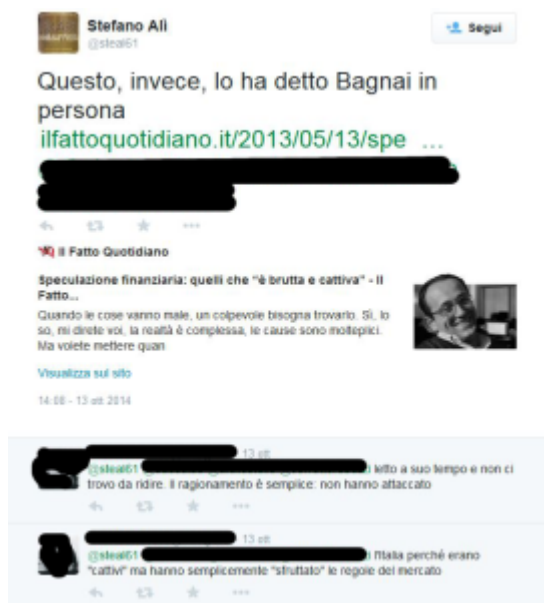 Stefano Alì
@steal61
Segui
Questo, invece, lo ha detto Bagnai in
persona
ilfattoquotidiano.it/2013/05/13/spe ...
Il Fatto Quotidiano
Speculazione finanziaria: quelli che "è brutta e cattiva" - Il
Fatto...
Quando le cose vanno male, un colpevole bisogna trovarlo. Sì, lo
so, mi direte voi, la realtà è complessa, le cause sono molteplici.
Ma volete mettere quan
Visualizza sul sito
14:08 - 13 ott 2014
13 ott
@steal61 letto a suo tempo e non ci
trovo da ridire. Il ragionamento è semplice: non hanno attaccato
13 ott
@steal61 l'Italia perché erano
"cattivi" ma hanno semplicemente "sfruttato" le regole del mercato